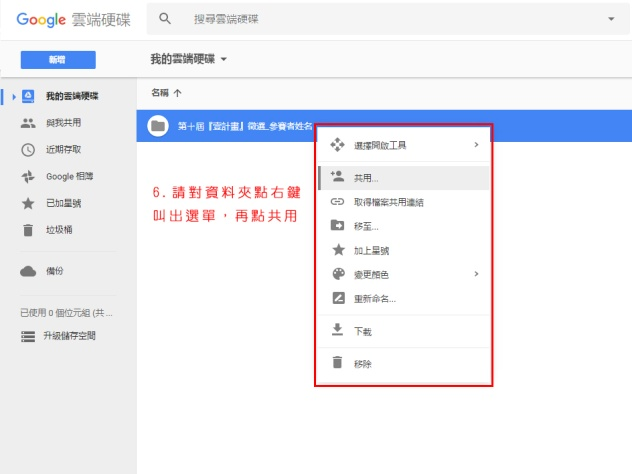 Google 雲端硬碟
搜尋雲端硬碟
新增
我的雲端硬碟
我的雲端硬碟
與我共用
近期存取
Google 相簿
已加星號
垃圾桶
備份
已使用 0 個位元組 (共...
升級儲存空間
名稱
第十屆『壹計畫』徵選_參賽者姓名
6. 請對資料夾點右鍵
叫出選單，再點共用
選擇開啟工具
共用...
取得檔案共用連結
移至...
加上星號
變更顏色
重新命名...
下載
移除